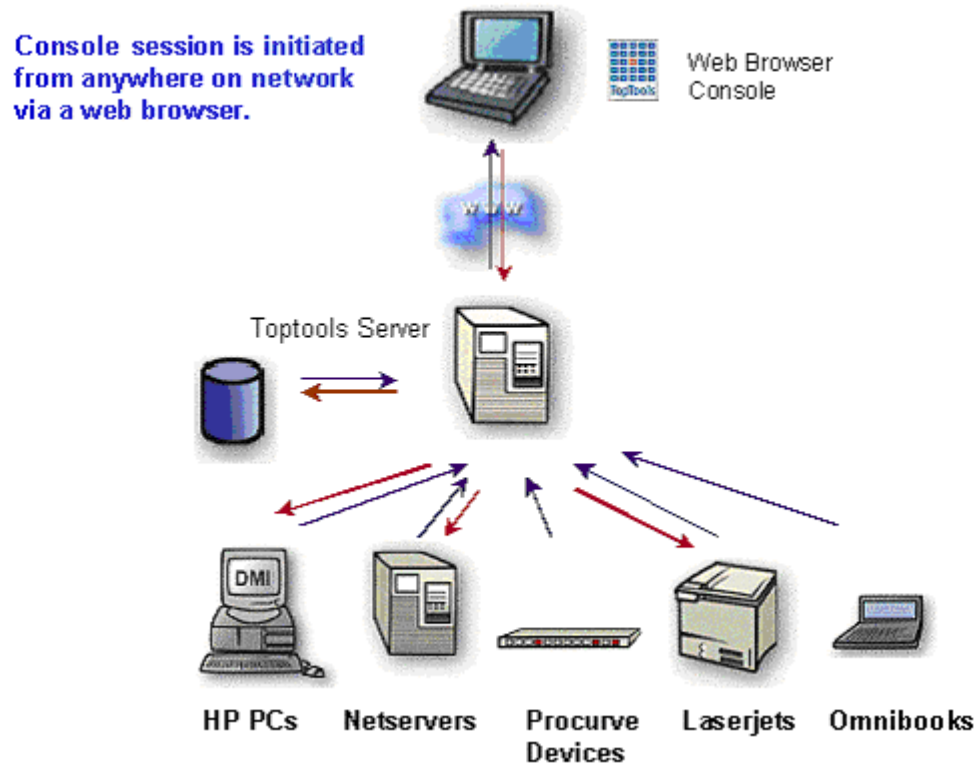 Console session is initiated
from anywhere on network
via a web browser.
TopTools
Web Browser
Console
www
Toptools Server
DMI
HP PCs
Netservers
Procurve
Devices
Laserjets
Omnibooks